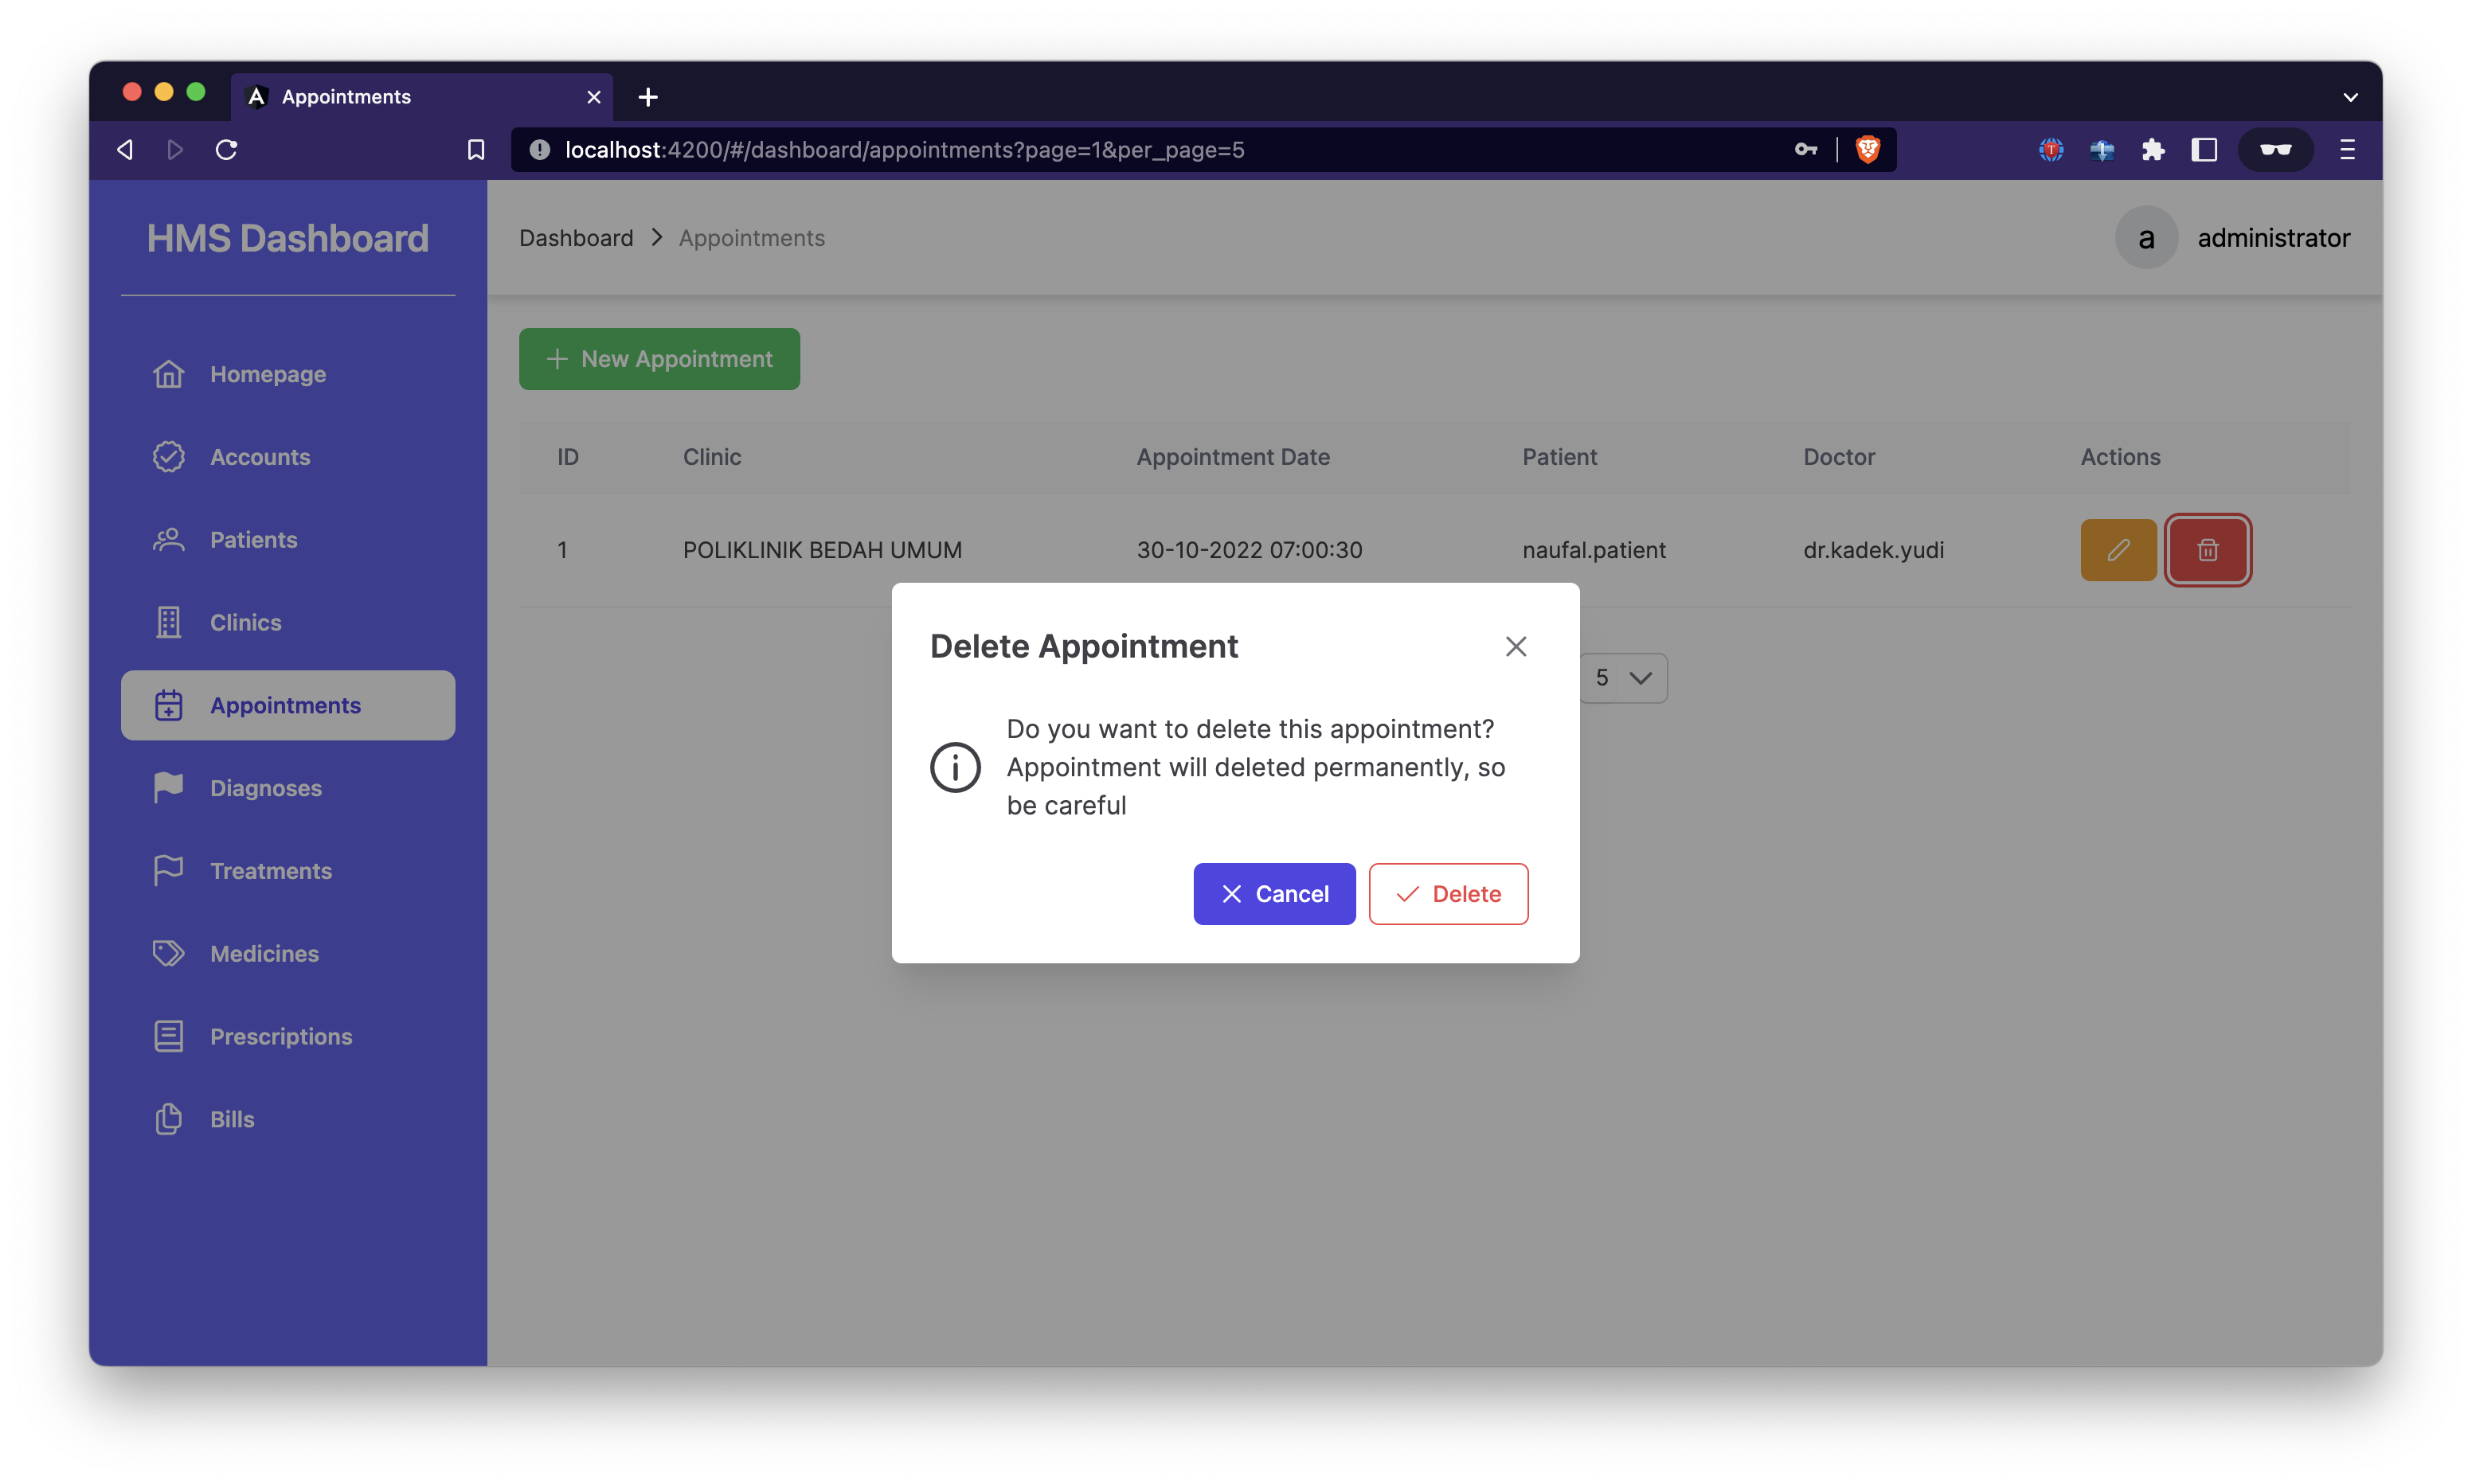 Appointments
localhost:4200/#/dashboard/appointments?page=1&per_page=5
HMS Dashboard
Dashboard > Appointments
a administrator
Homepage
Accounts
Patients
Clinics
Appointments
Diagnoses
Treatments
Medicines
Prescriptions
Bills
New Appointment
ID Clinic Appointment Date Patient Doctor Actions
1 POLIKLINIK BEDAH UMUM 30-10-2022 07:00:30 naufal.patient dr.kadek.yudi
5
Delete Appointment
Do you want to delete this appointment?
Appointment will deleted permanently, so
be careful
Cancel Delete